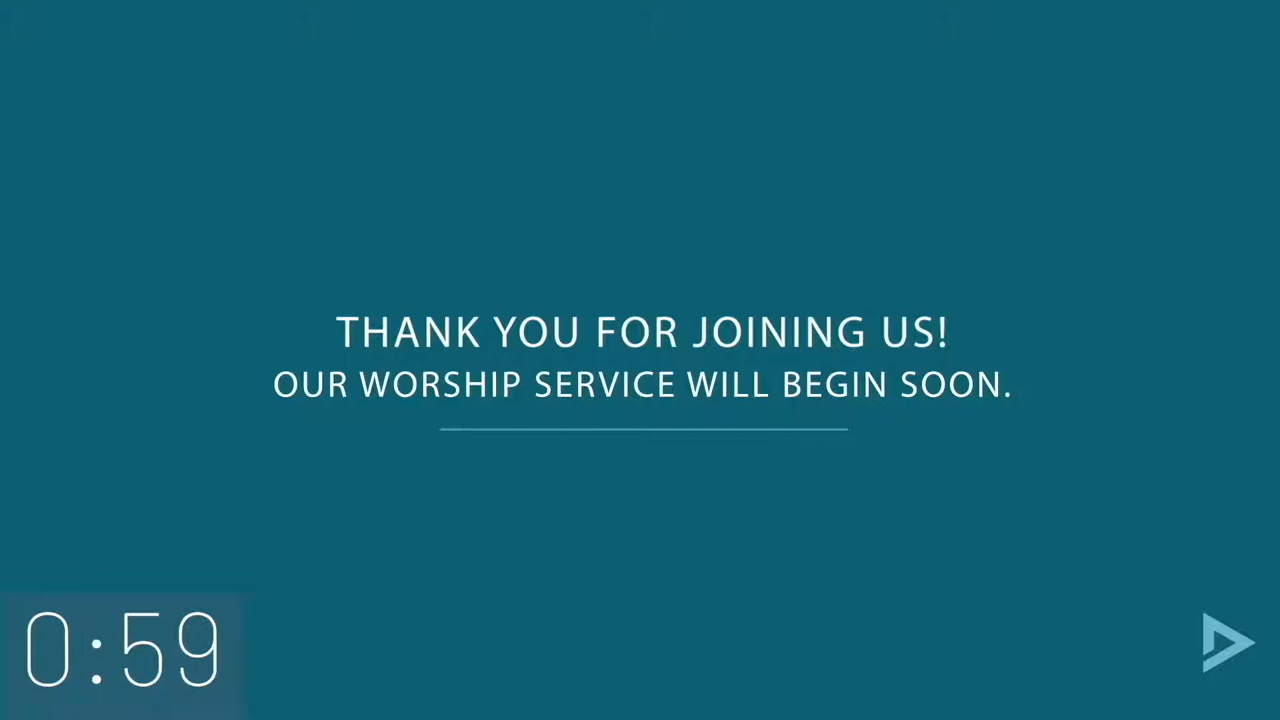 THANK YOU FOR JOINING US!
OUR WORSHIP SERVICE WILL BEGIN SOON.
0:59